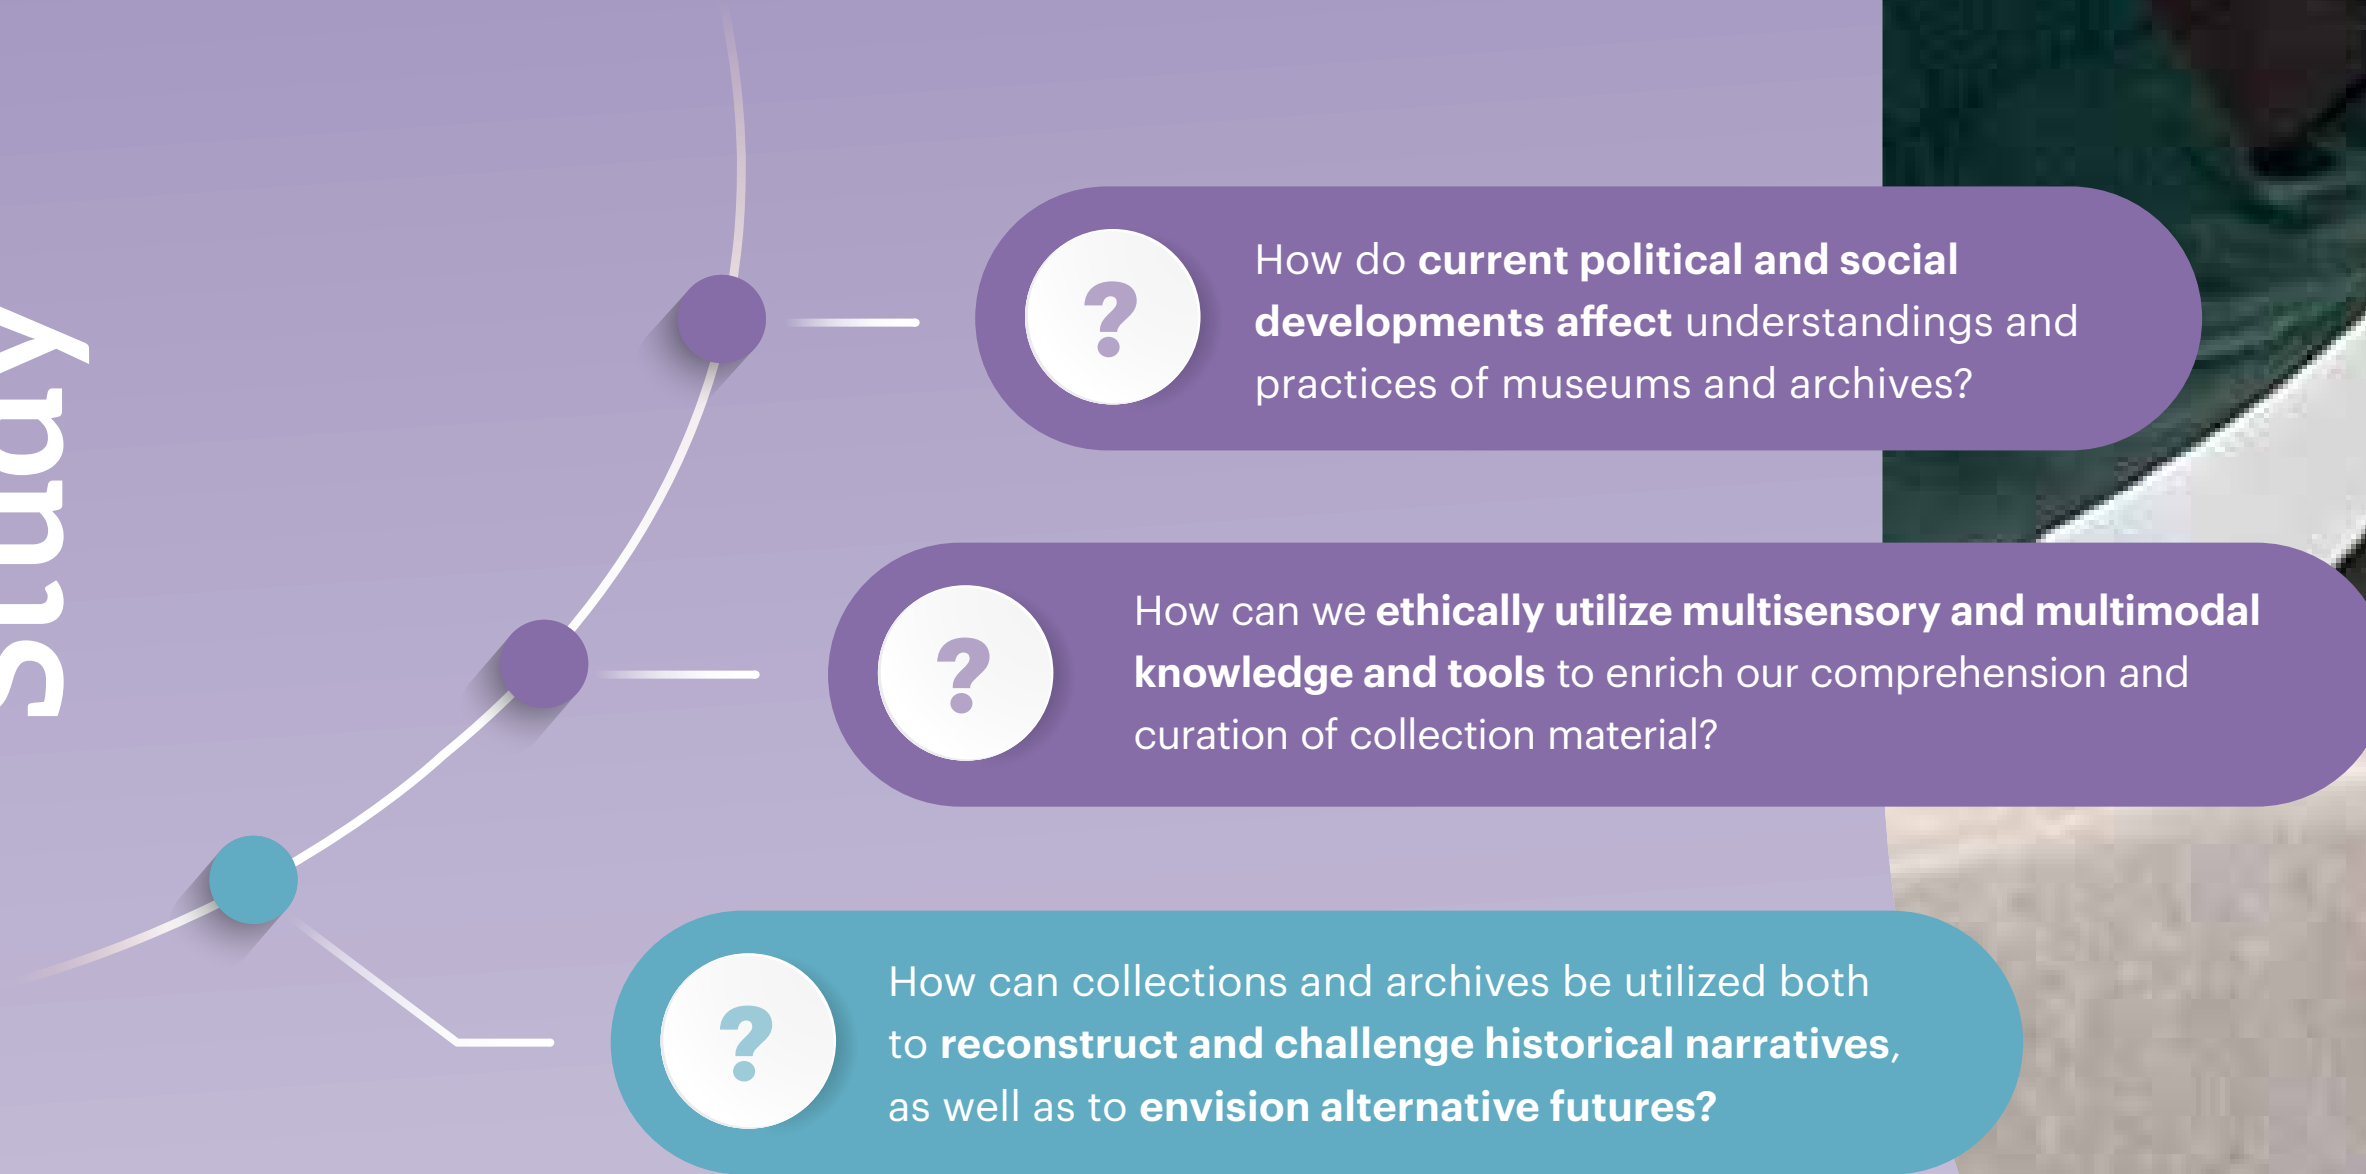 study
?
How do current political and social
developments affect understandings and
practices of museums and archives?
?
How can we ethically utilize multisensory and multimodal
knowledge and tools to enrich our comprehension and
curation of collection material?
?
How can collections and archives be utilized both
to reconstruct and challenge historical narratives,
as well as to envision alternative futures?